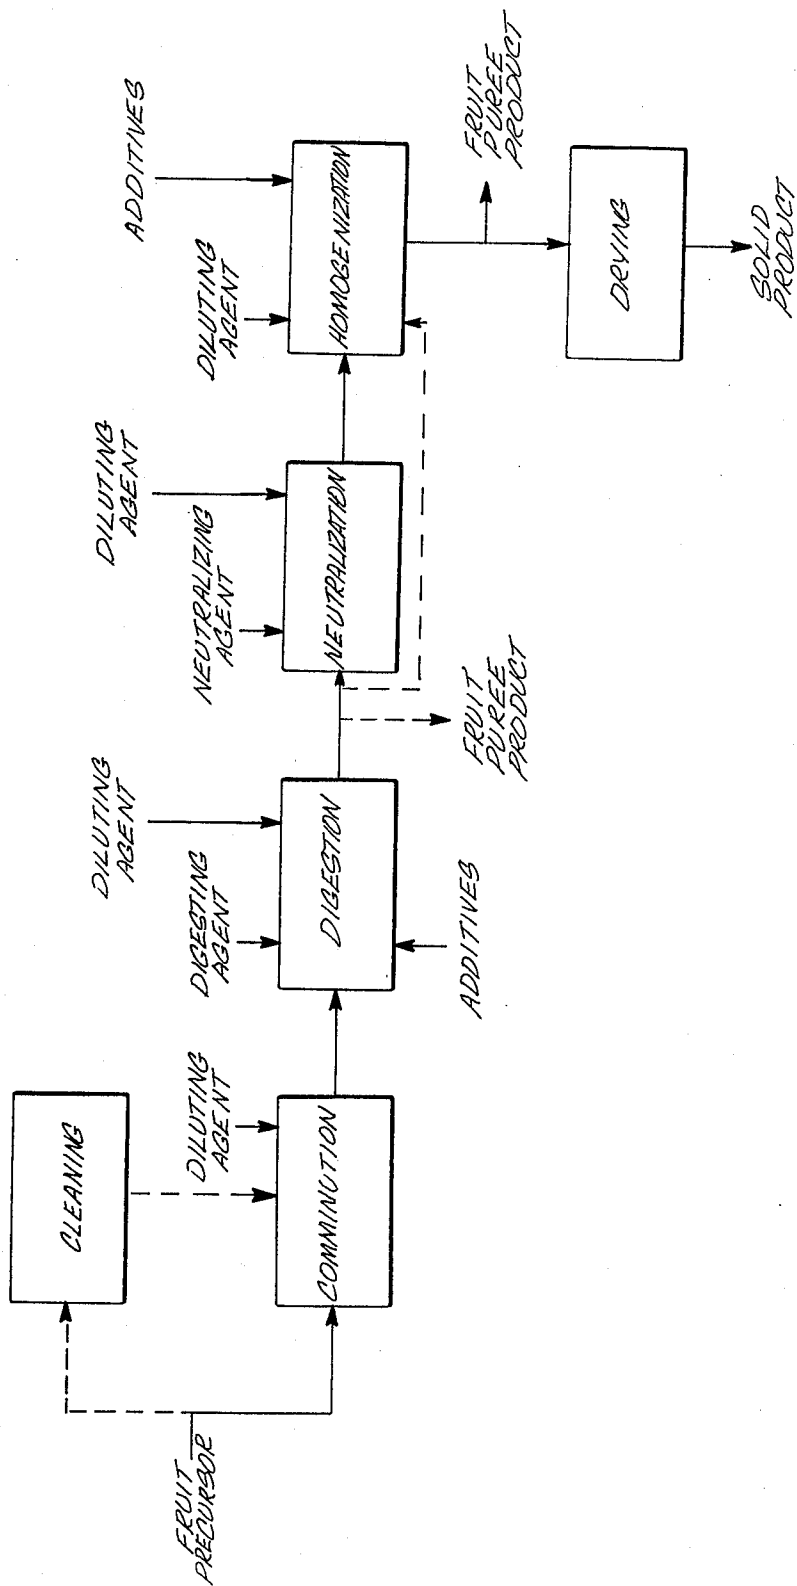 FRUIT
PRECURSOR
CLEANING
COMMINUTION
DILUTING
AGENT
DIGESTION
DIGESTING
AGENT
DILUTING
AGENT
ADDITIVES
FRUIT
PUREE
PRODUCT
NEUTRALIZATION
NEUTRALIZING
AGENT
DILUTING
AGENT
HOMOGENIZATION
DILUTING
AGENT
ADDITIVES
FRUIT
PUREE
PRODUCT
DRYING
SOLID
PRODUCT